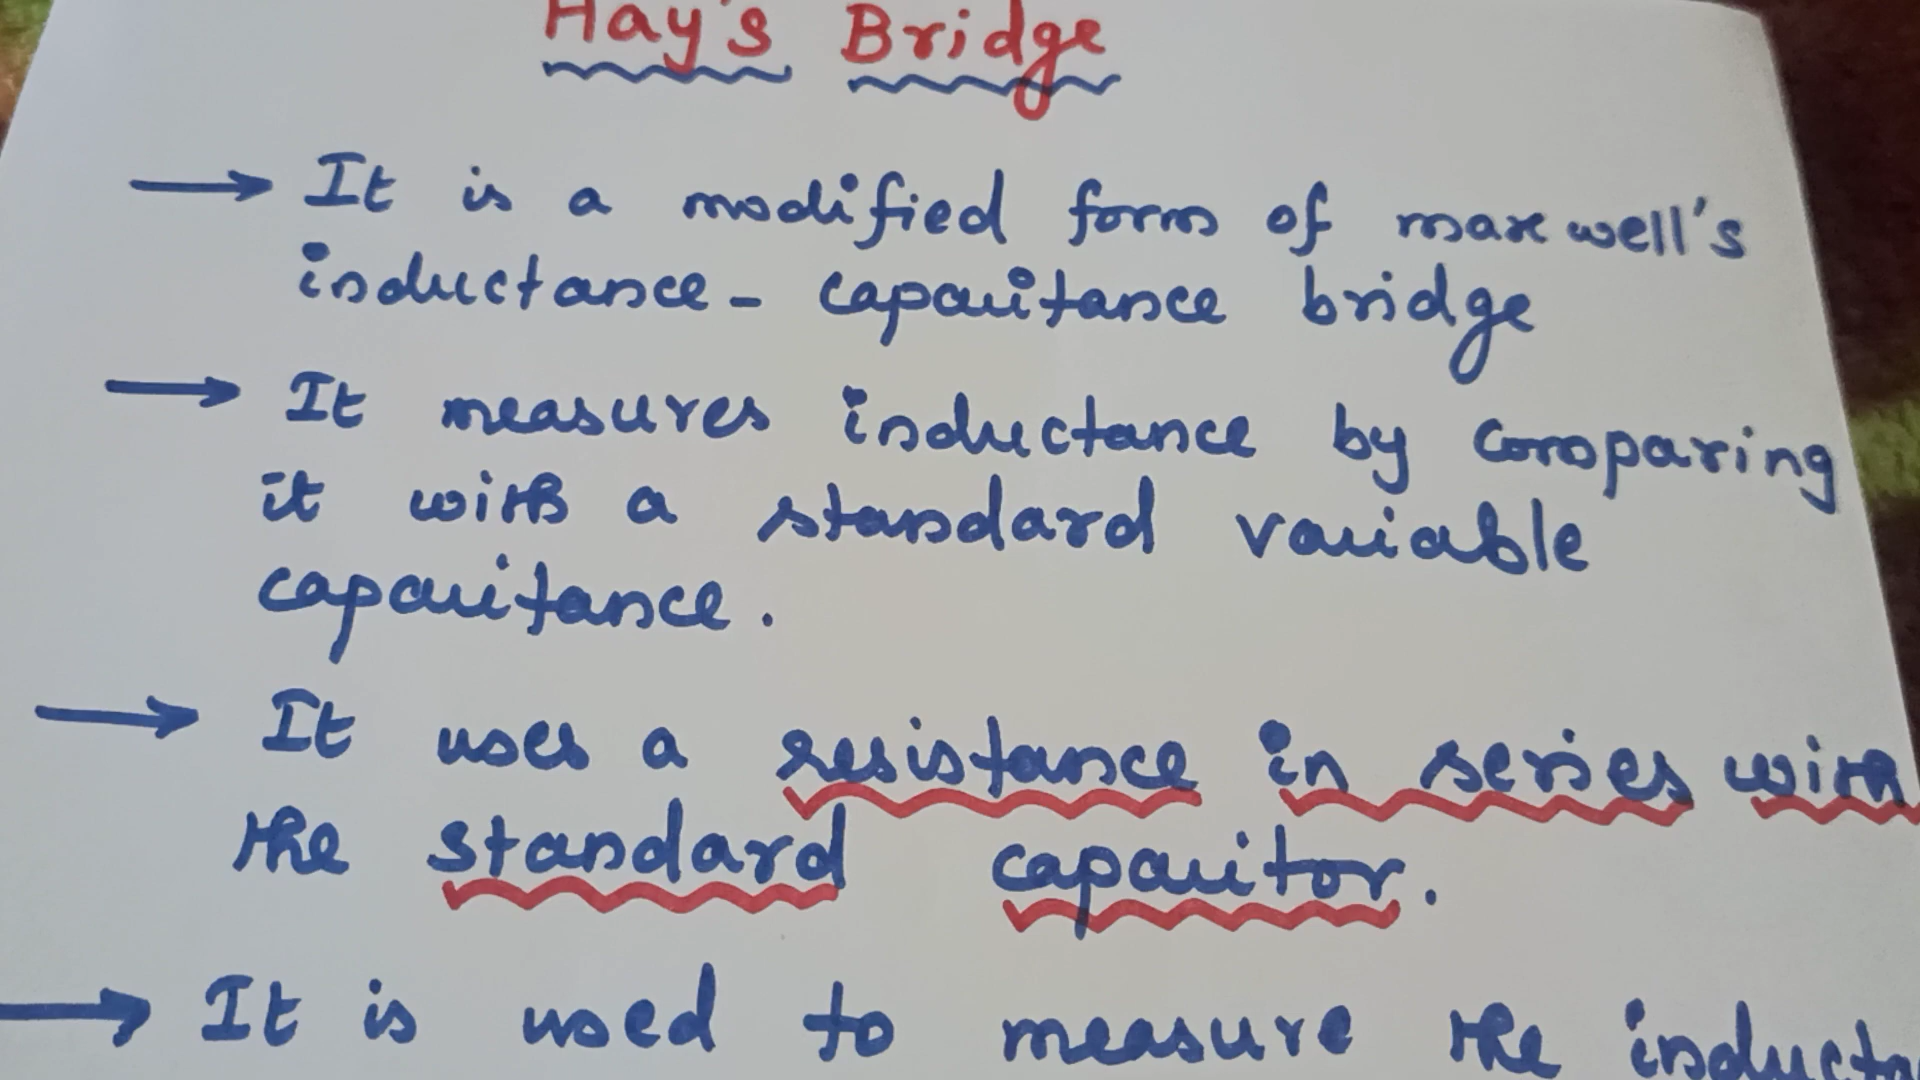 Hay's Bridge
→ It is a modified form of maxwell's
inductance - capacitance bridge
→ It measures inductance by comparing
it with a standard variable
capacitance.
→ It uses a resistance in series with
the standard capacitor.
→ It is used to measure the